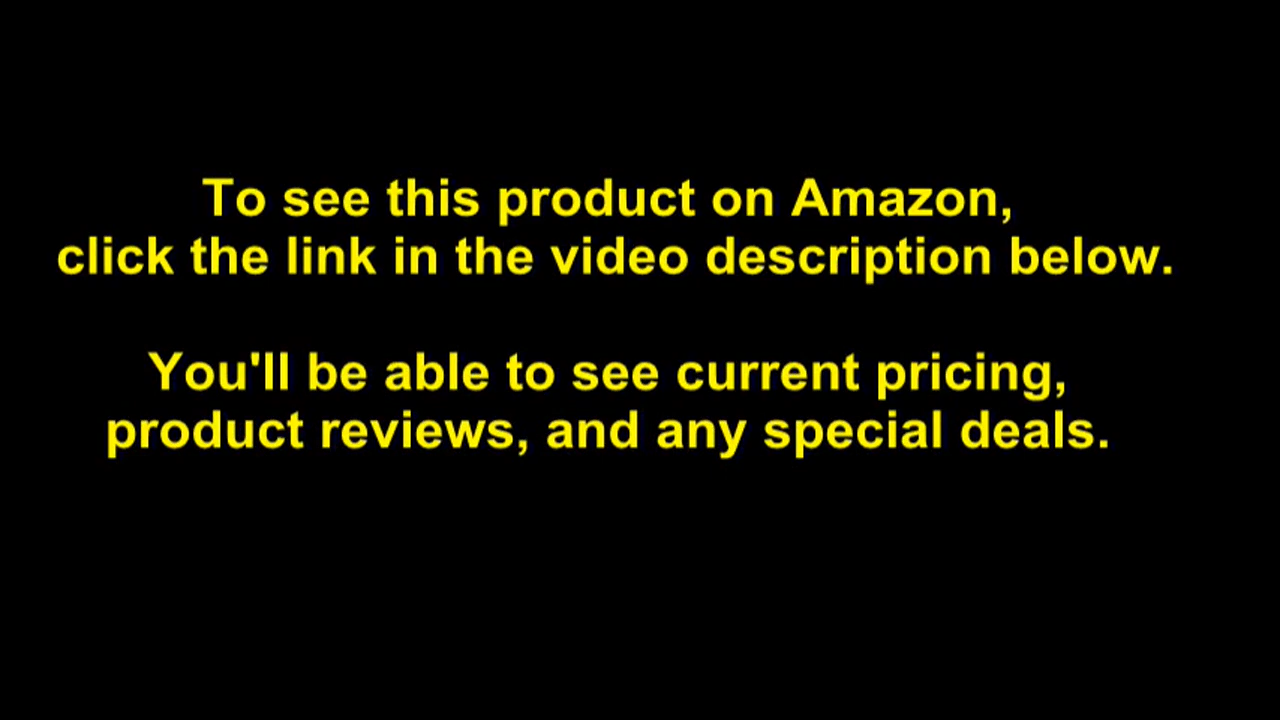 To see this product on Amazon,
click the link in the video description below.
You'll be able to see current pricing,
product reviews, and any special deals.